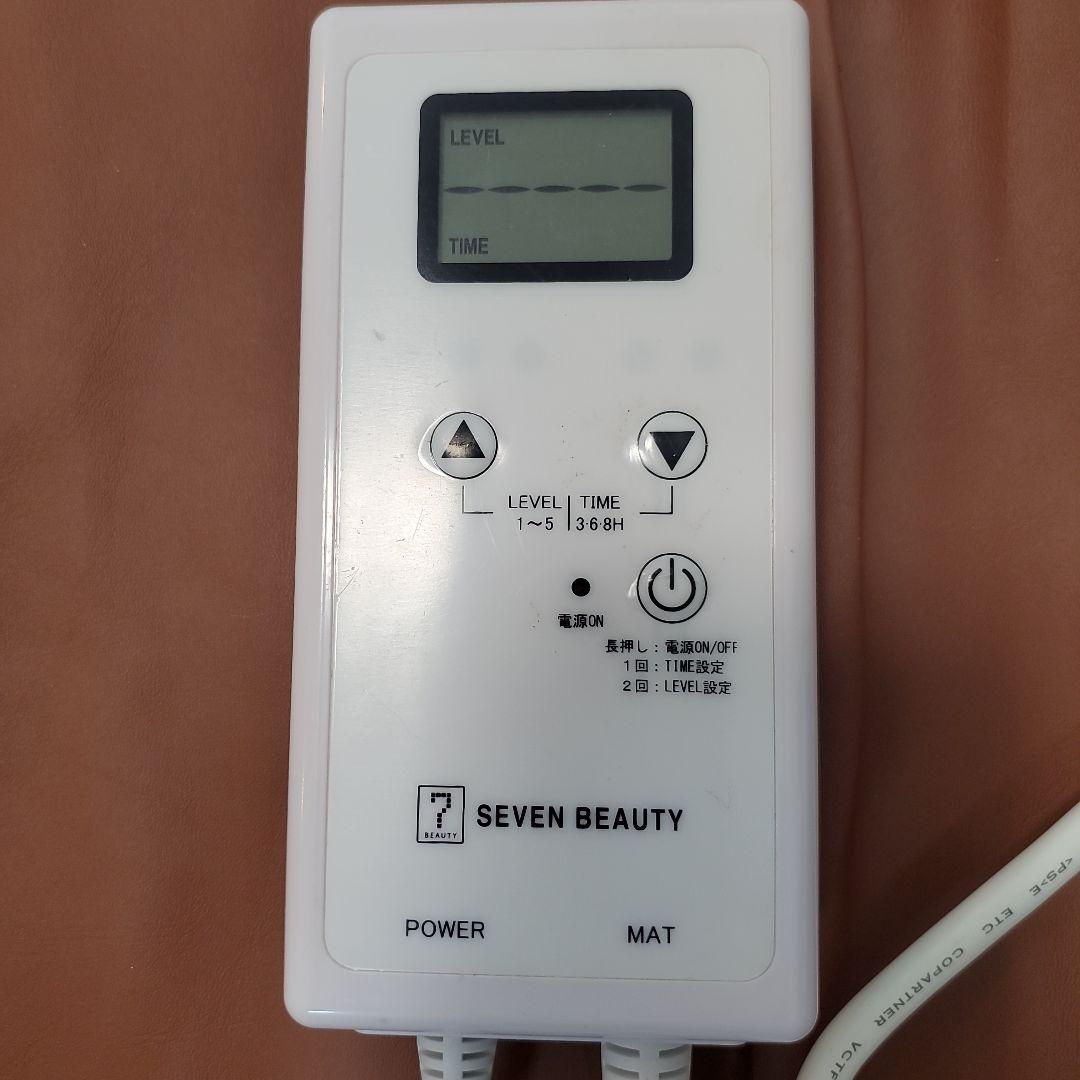 LEVEL
TIME
LEVEL | TIME
1～5 | 3·6·8H
電源ON
長押し：電源ON/OFF
1回：TIME設定
2回：LEVEL設定
7
BEAUTY
SEVEN BEAUTY
POWER
MAT
<PS>E ETC COPARTNER VCTF